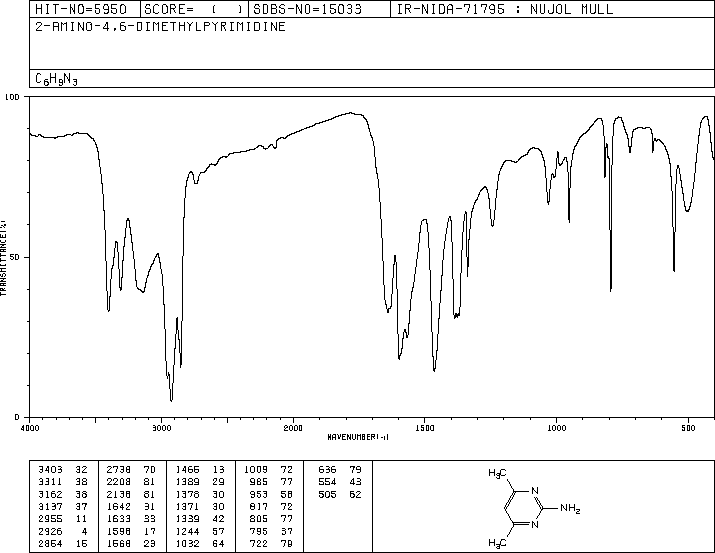 HIT-NO=5950 SCORE= ( ) SDBS-NO=15033 IR-NIDA-71795 : NUJOL MULL
2-AMINO-4,6-DIMETHYLPYRIMIDINE
C6H9N3
100
50
0
TRANSMITTANCE(%)
4000 3000 2000 1500 1000 500
WAVENUMBER(-1)
3403 32 2738 70 1466 13 1009 72 636 79
3311 38 2208 81 1389 29 985 77 554 43
3162 38 2138 81 1378 30 953 58 505 62
3137 37 1642 31 1371 30 817 72
2955 11 1633 33 1339 42 805 77
2926 4 1598 17 1244 57 795 37
2854 15 1568 23 1032 64 722 79
H3C
N
NH2
N
H3C